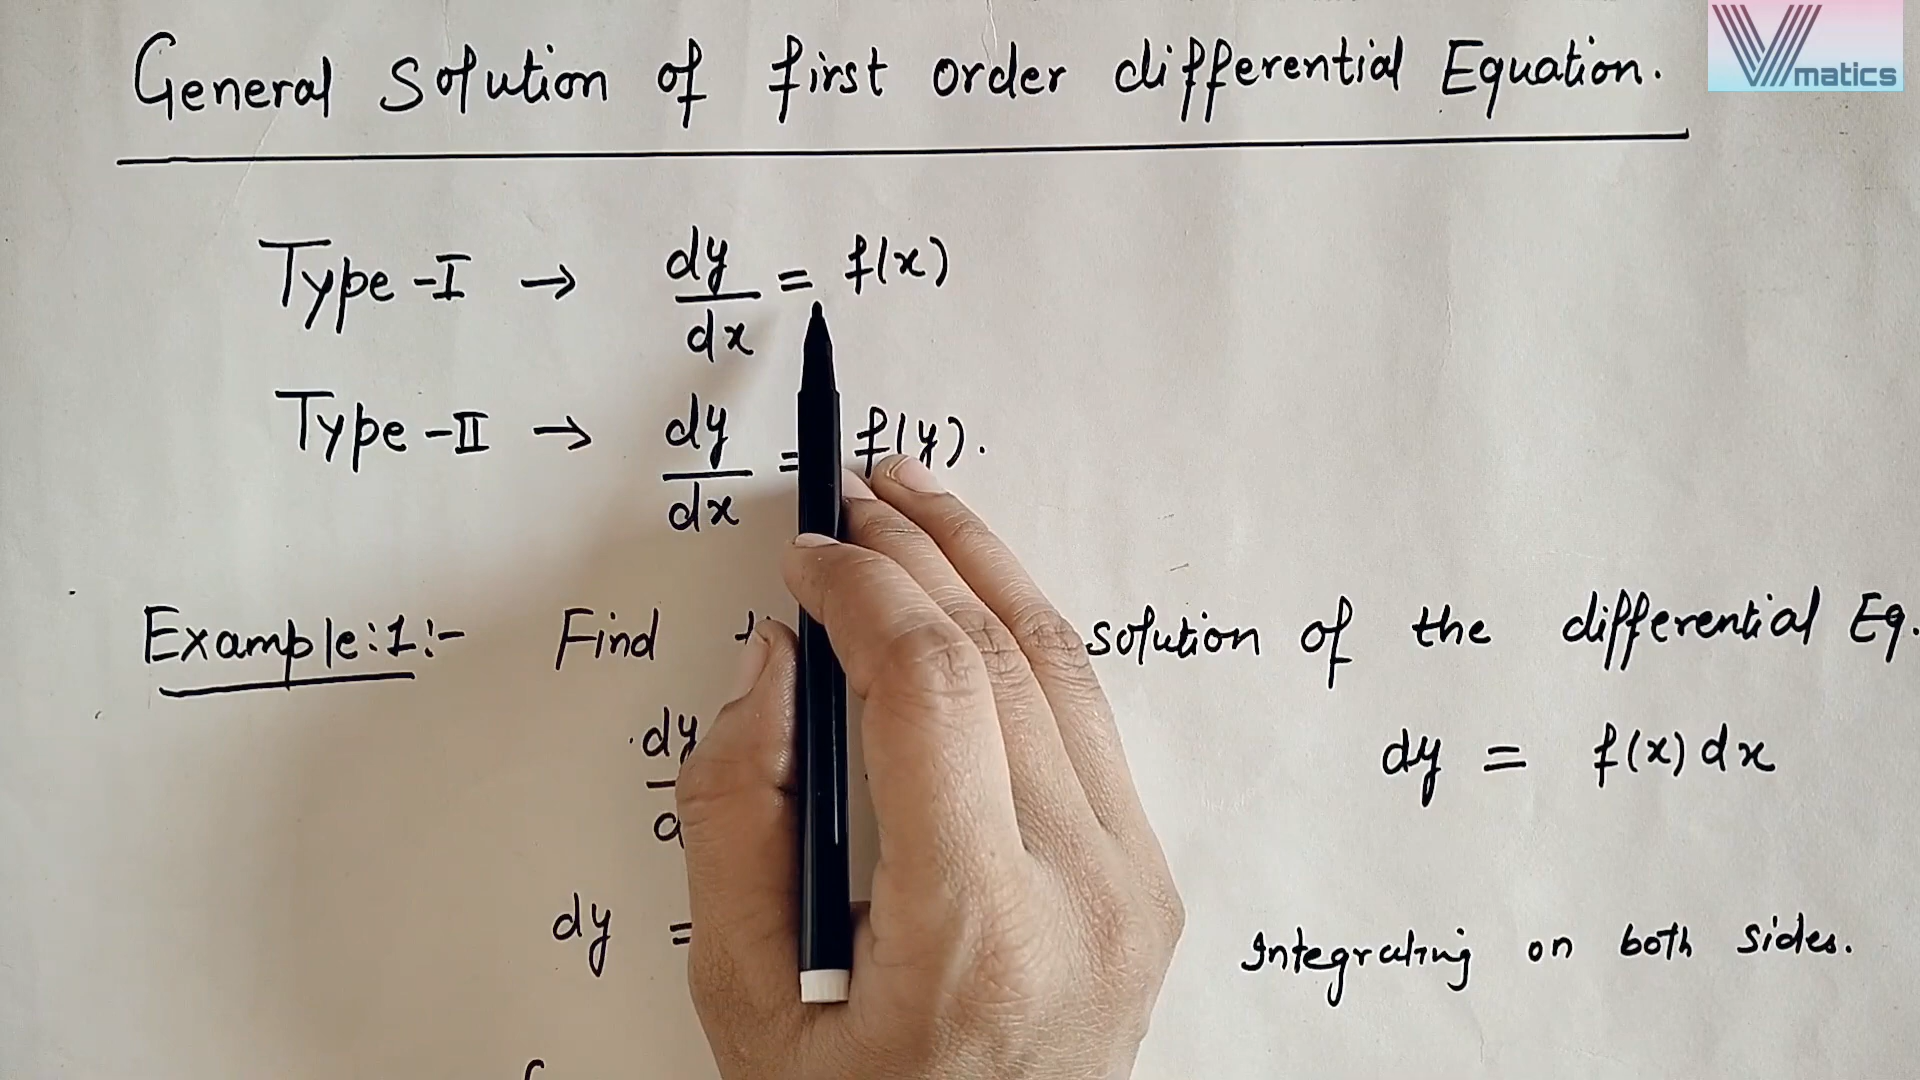 General Solution of first order differential Equation.
Vmatics
Type-I → dy/dx = f(x)
Type-II → dy/dx = f(y).
Example:1:- Find solution of the differential Eq.
dy
dy = f(x) dx
dy =
Integrating on both sides.